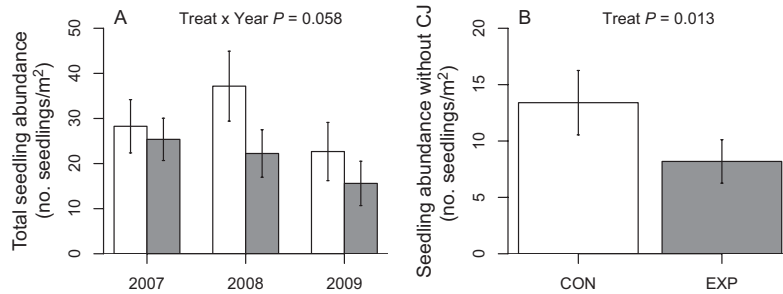 A
Treat x Year P = 0.058
Total seedling abundance
(no. seedlings/m²)
50
40
30
20
10
0
2007
2008
2009
B
Treat P = 0.013
Seedling abundance without CJ
(no. seedlings/m²)
20
15
10
5
0
CON
EXP